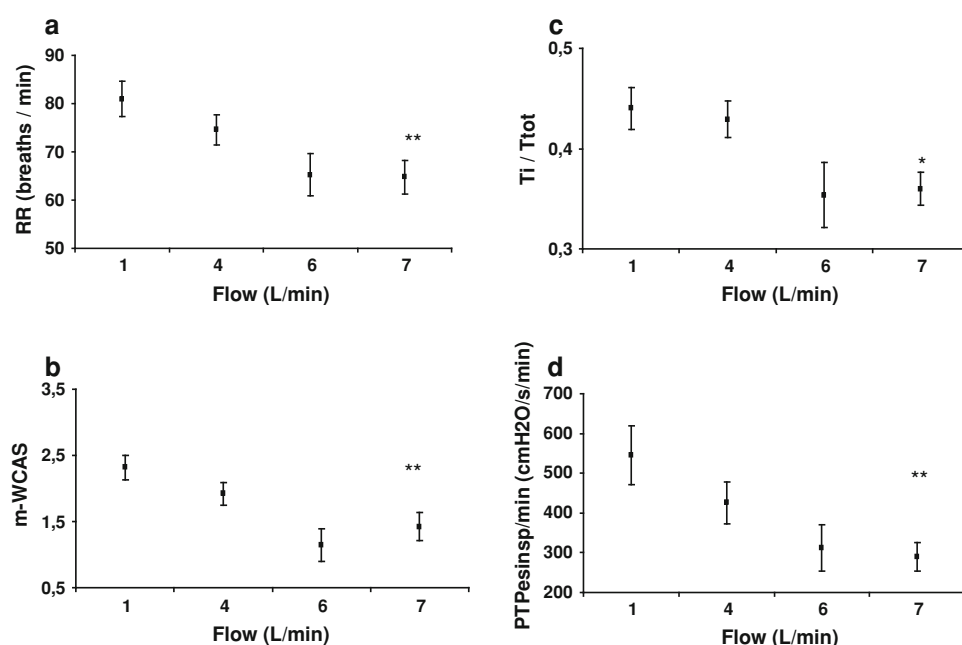 a
RR (breaths / min)
90
80
70
60
50
**
1 4 6 7
Flow (L/min)
c
Ti / Ttot
0,5
0,4
0,3
*
1 4 6 7
Flow (L/min)
b
m-WCAS
3,5
2,5
1,5
0,5
**
1 4 6 7
Flow (L/min)
d
PTPesinsp/min (cmH2O/s/min)
700
600
500
400
300
200
**
1 4 6 7
Flow (L/min)